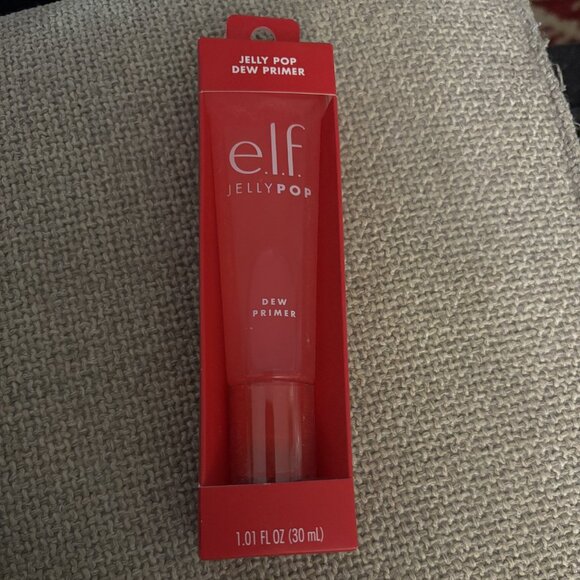 JELLY POP
DEW PRIMER
e.l.f.
JELLYPOP
DEW
PRIMER
1.01 FL OZ (30 mL)